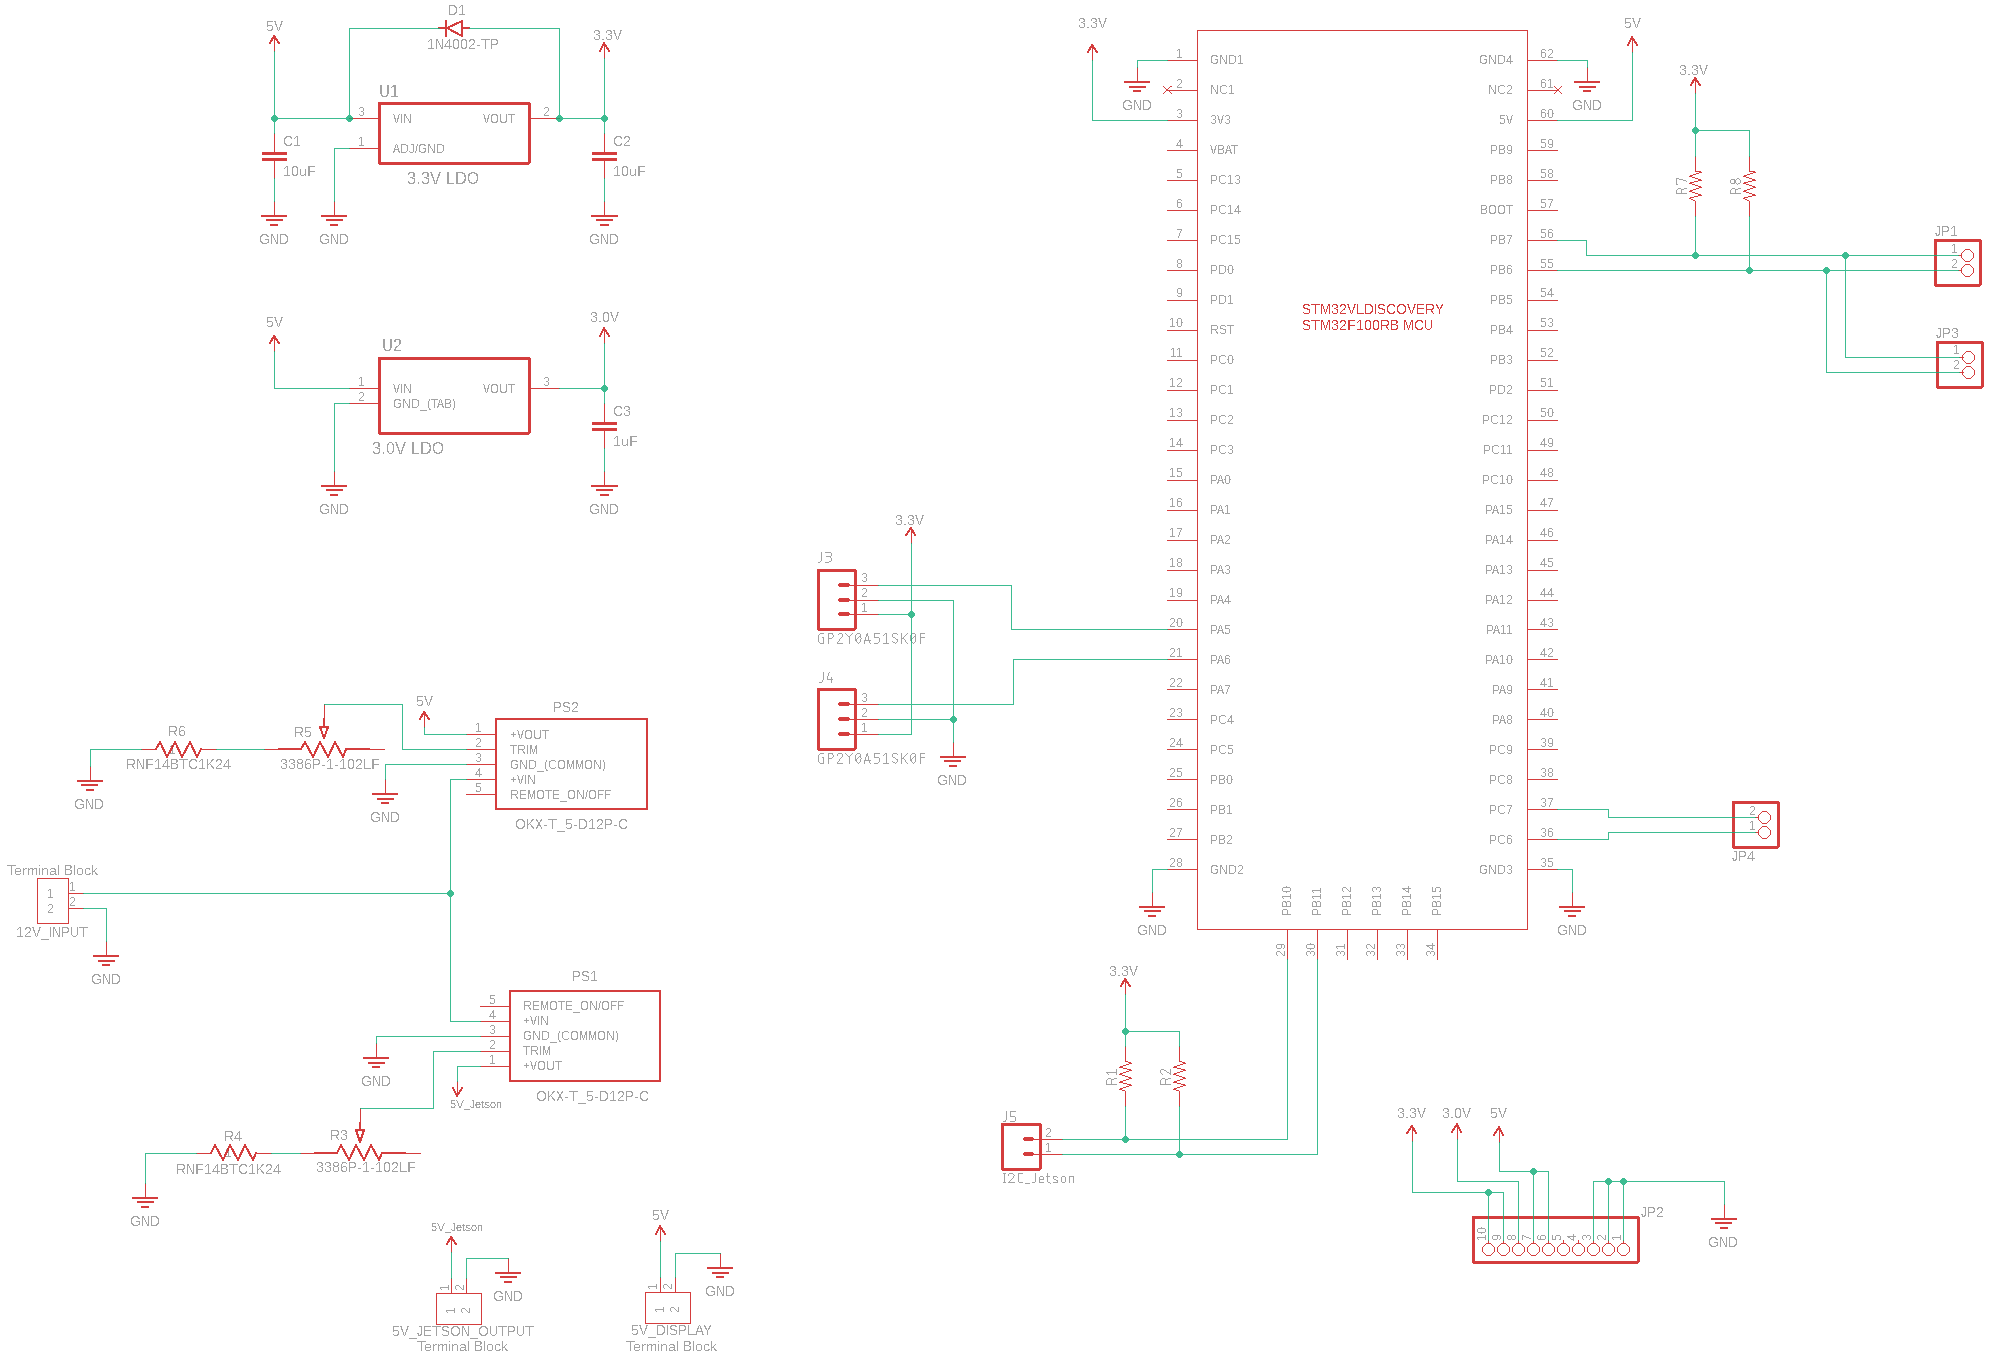 5V
D1
1N4002-TP
3.3V
U1
3
VIN
VOUT
2
1
ADJ/GND
C1
10uF
C2
10uF
3.3V LDO
GND
GND
GND
5V
3.0V
U2
1
VIN
VOUT
3
2
GND_(TAB)
C3
1uF
3.0V LDO
GND
GND
PS2
5V
1
+VOUT
2
TRIM
3
GND_(COMMON)
4
+VIN
5
REMOTE_ON/OFF
OKX-T_5-D12P-C
R6
RNF14BTC1K24
R5
3386P-1-102LF
GND
GND
Terminal Block
1
1
2
2
12V_INPUT
GND
PS1
5
REMOTE_ON/OFF
4
+VIN
3
GND_(COMMON)
2
TRIM
1
+VOUT
OKX-T_5-D12P-C
GND
5V_Jetson
R4
RNF14BTC1K24
R3
3386P-1-102LF
GND
5V_Jetson
GND
1
2
1
2
5V_JETSON_OUTPUT
Terminal Block
5V
GND
1
2
1
2
5V_DISPLAY
Terminal Block
3.3V
J3
3
2
1
GP2Y0A51SK0F
J4
3
2
1
GP2Y0A51SK0F
GND
3.3V
GND
5V
GND
STM32VLDISCOVERY
STM32F100RB MCU
1
GND1
2
NC1
3
3V3
4
VBAT
5
PC13
6
PC14
7
PC15
8
PD0
9
PD1
10
RST
11
PC0
12
PC1
13
PC2
14
PC3
15
PA0
16
PA1
17
PA2
18
PA3
19
PA4
20
PA5
21
PA6
22
PA7
23
PC4
24
PC5
25
PB0
26
PB1
27
PB2
28
GND2
GND4
62
NC2
61
5V
60
PB9
59
PB8
58
BOOT
57
PB7
56
PB6
55
PB5
54
PB4
53
PB3
52
PD2
51
PC12
50
PC11
49
PC10
48
PA15
47
PA14
46
PA13
45
PA12
44
PA11
43
PA10
42
PA9
41
PA8
40
PC9
39
PC8
38
PC7
37
PC6
36
GND3
35
PB10
PB11
PB12
PB13
PB14
PB15
29
30
31
32
33
34
GND
GND
3.3V
R7
R8
JP1
1
2
JP3
1
2
2
1
JP4
3.3V
R1
R2
J5
2
1
I2C_Jetson
3.3V
3.0V
5V
JP2
10
9
8
7
6
5
4
3
2
1
GND